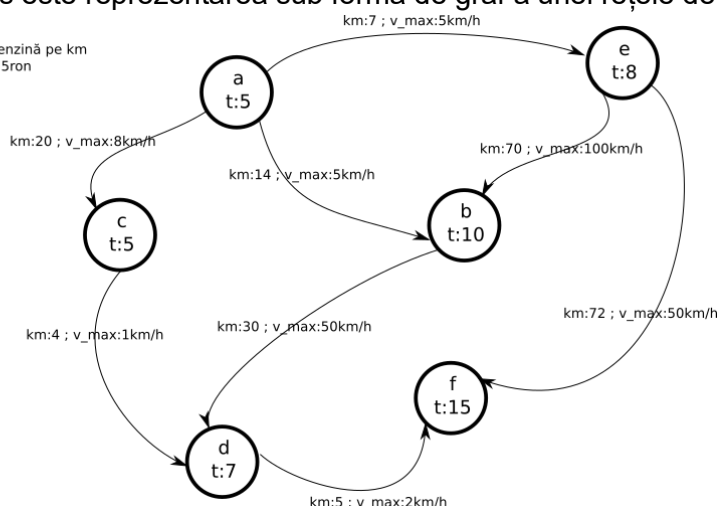 s este reprezentarea sub formă de graf a unei rețele de
km:7 ; v_max:5km/h
enzină pe km
5ron
e
t:8
a
t:5
km:20 ; v_max:8km/h
km:70 ; v_max:100km/h
km:14 ; v_max:5km/h
c
t:5
b
t:10
km:72 ; v_max:50km/h
km:30 ; v_max:50km/h
km:4 ; v_max:1km/h
f
t:15
d
t:7
km:5 ; v_max:2km/h